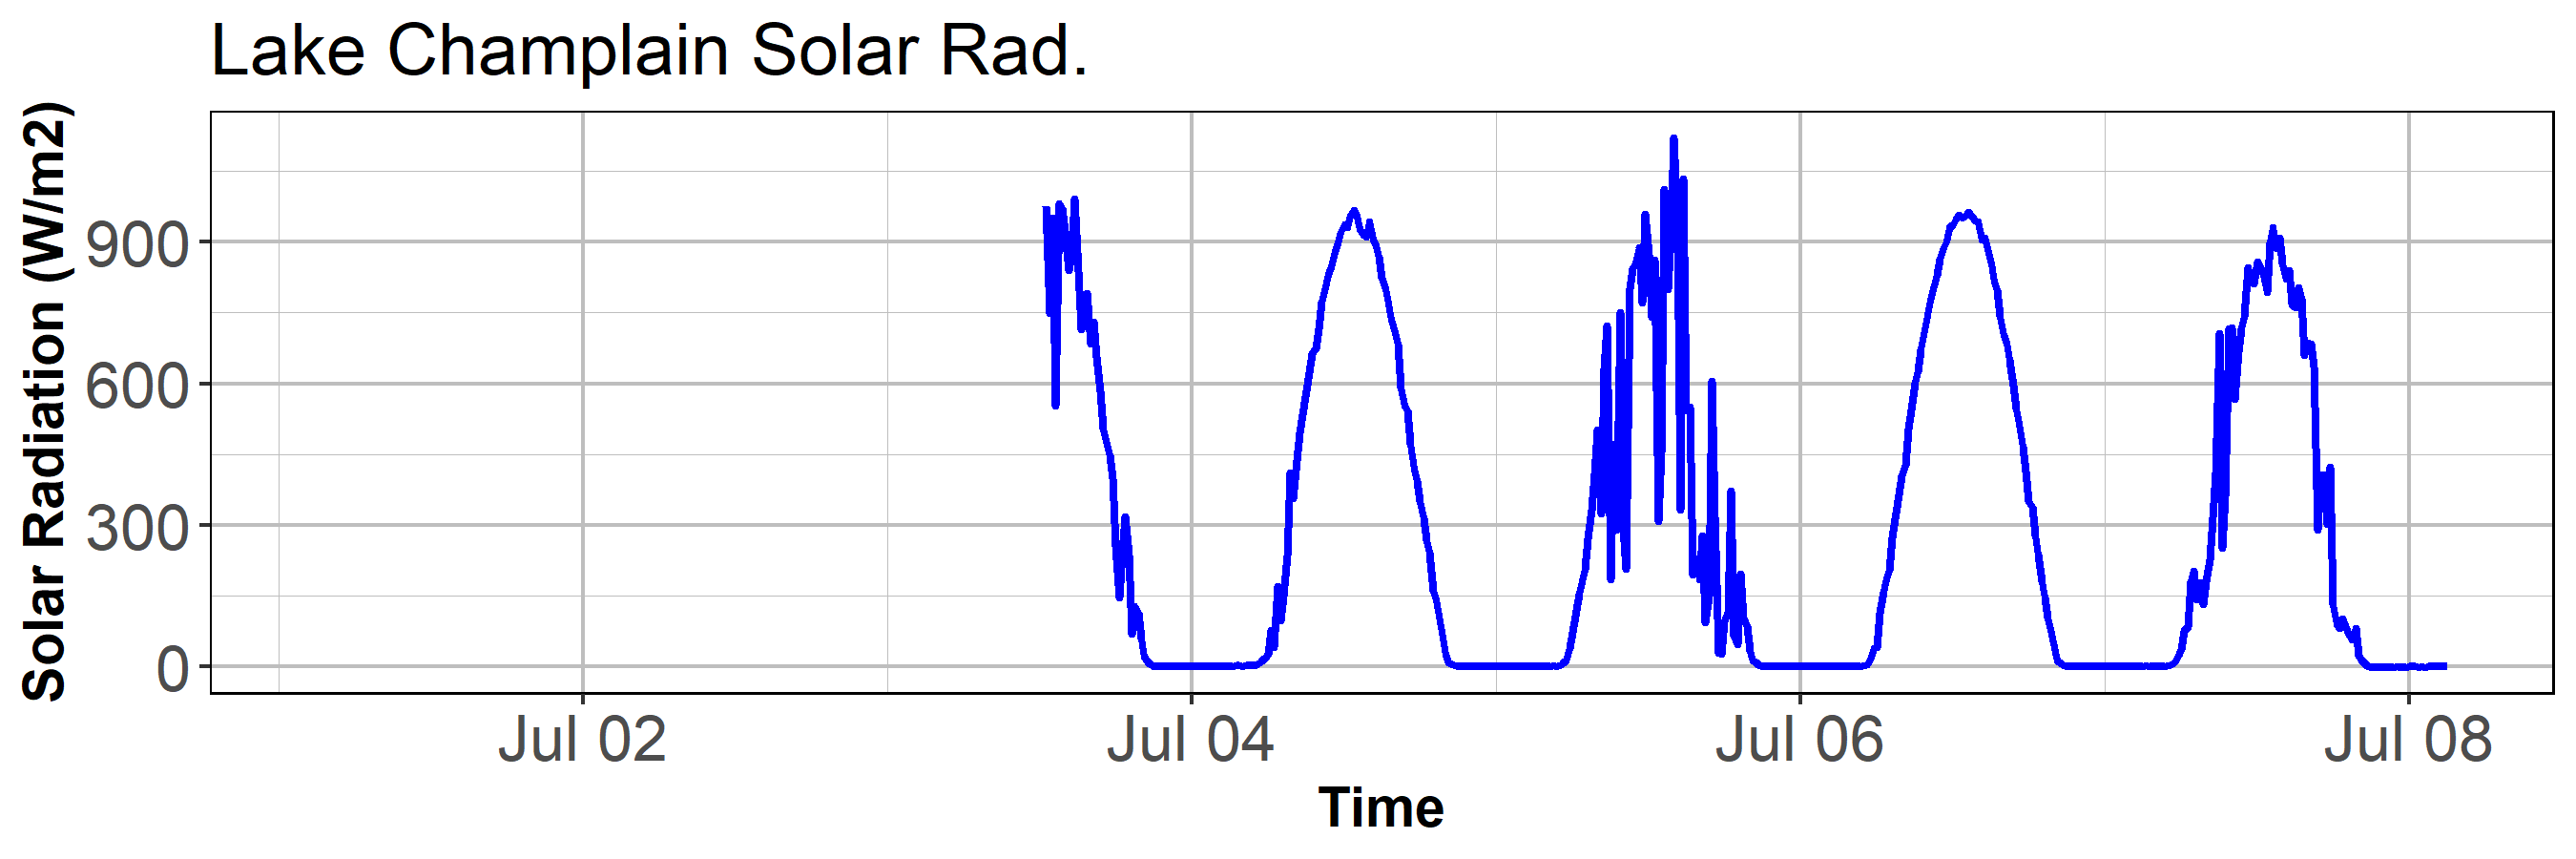 Lake Champlain Solar Rad.
Solar Radiation (W/m2)
900
600
300
0
Jul 02
Jul 04
Jul 06
Jul 08
Time